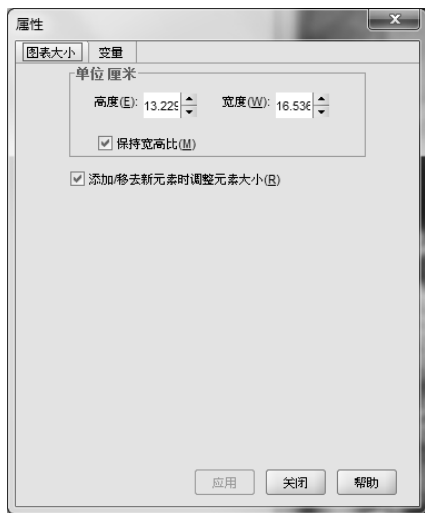 属性
图表大小 变量
单位 厘米
高度(E): 13.229 宽度(W): 16.536
保持宽高比(M)
添加/移去新元素时调整元素大小(R)
应用 关闭 帮助